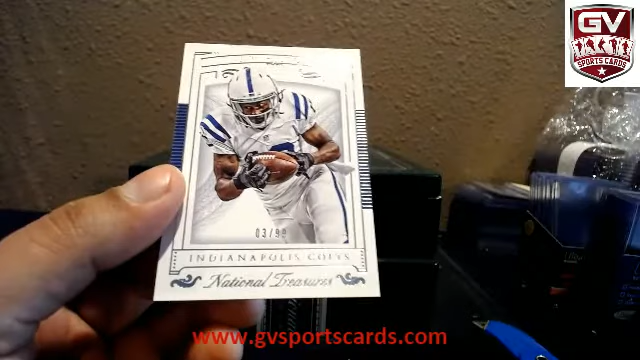 GV
SPORTS CARDS
03/99
INDIANAPOLIS COLTS
National Treasures
www.gvsportscards.com